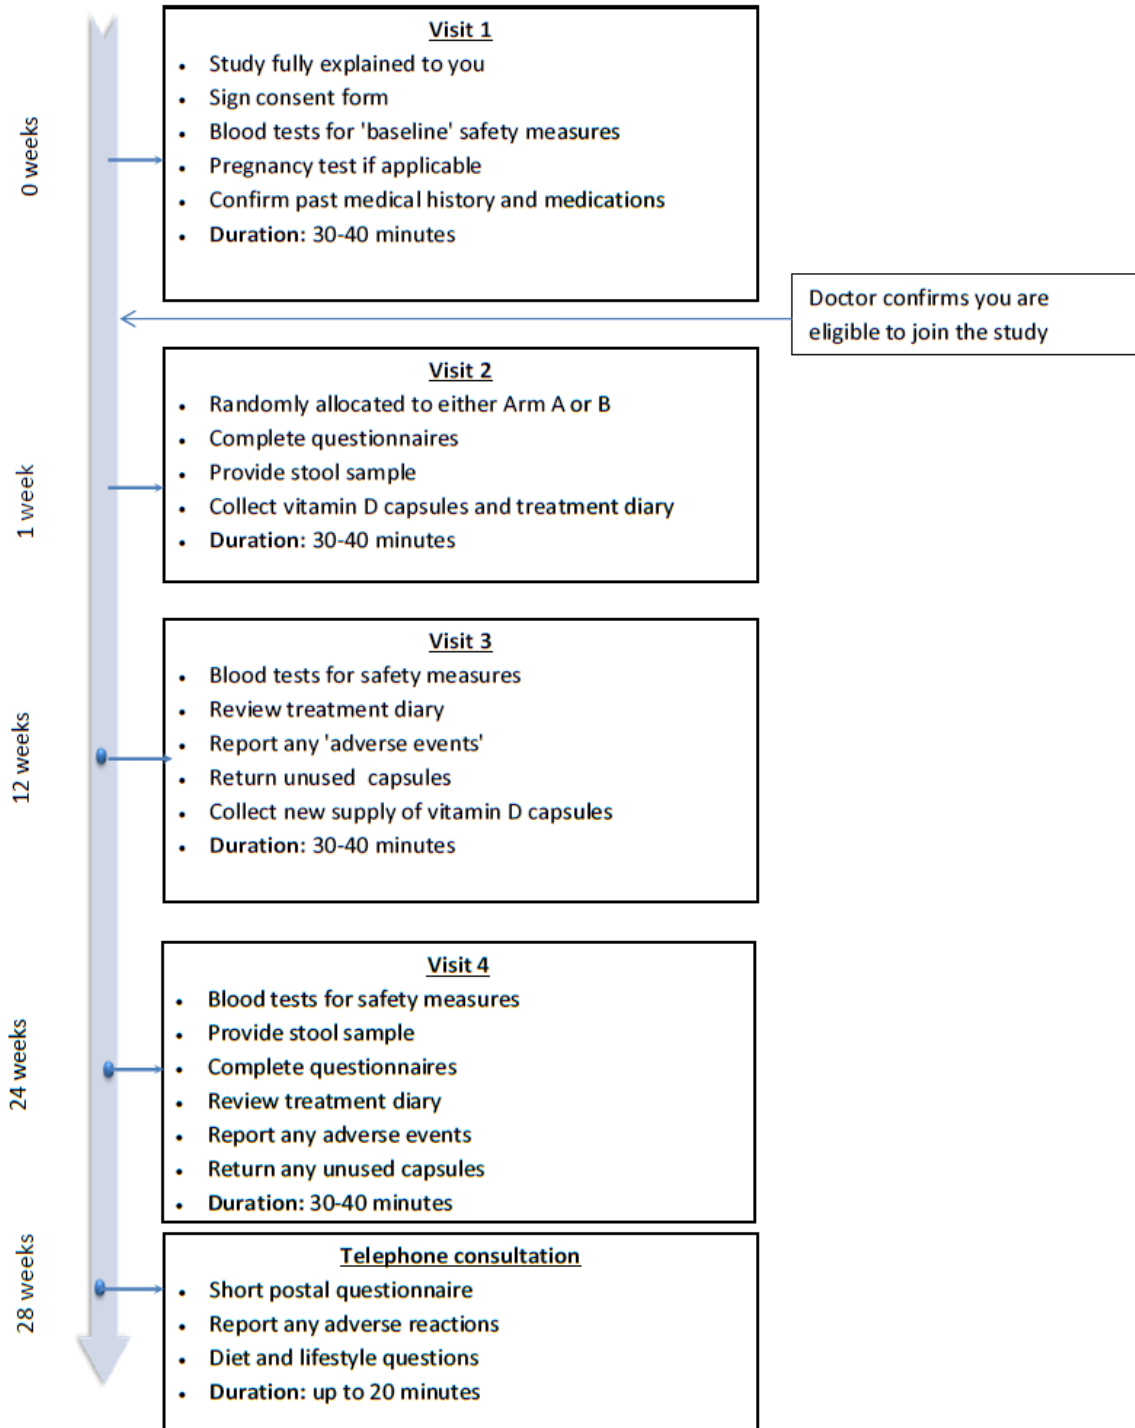 0 weeks
Visit 1
• Study fully explained to you
• Sign consent form
• Blood tests for 'baseline' safety measures
• Pregnancy test if applicable
• Confirm past medical history and medications
• Duration: 30-40 minutes
Doctor confirms you are
eligible to join the study
1 week
Visit 2
• Randomly allocated to either Arm A or B
• Complete questionnaires
• Provide stool sample
• Collect vitamin D capsules and treatment diary
• Duration: 30-40 minutes
12 weeks
Visit 3
• Blood tests for safety measures
• Review treatment diary
• Report any 'adverse events'
• Return unused  capsules
• Collect new supply of vitamin D capsules
• Duration: 30-40 minutes
24 weeks
Visit 4
• Blood tests for safety measures
• Provide stool sample
• Complete questionnaires
• Review treatment diary
• Report any adverse events
• Return any unused capsules
• Duration: 30-40 minutes
28 weeks
Telephone consultation
• Short postal questionnaire
• Report any adverse reactions
• Diet and lifestyle questions
• Duration: up to 20 minutes